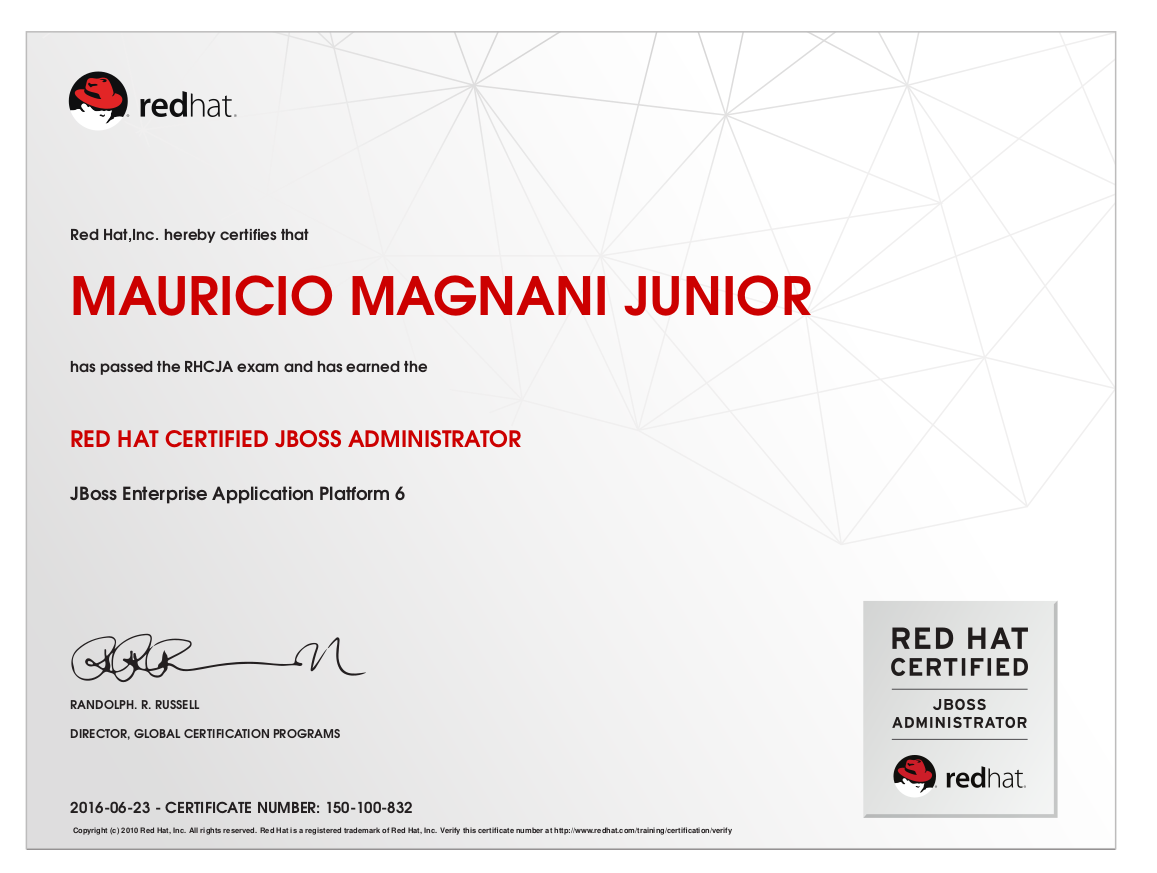 redhat.
Red Hat,Inc. hereby certifies that
MAURICIO MAGNANI JUNIOR
has passed the RHCJA exam and has earned the
RED HAT CERTIFIED JBOSS ADMINISTRATOR
JBoss Enterprise Application Platform 6
RANDOLPH. R. RUSSELL
DIRECTOR, GLOBAL CERTIFICATION PROGRAMS
2016-06-23 - CERTIFICATE NUMBER: 150-100-832
Copyright (c) 2010 Red Hat, Inc. All rights reserved. Red Hat is a registered trademark of Red Hat, Inc. Verify this certificate number at http://www.redhat.com/training/certification/verify
RED HAT
CERTIFIED
JBOSS
ADMINISTRATOR
redhat.